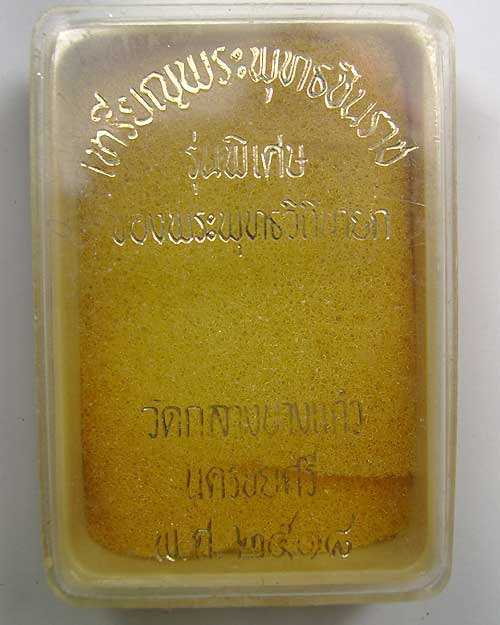 เหรียญพระพุทธชินราช
รุ่นพิเศษ
ของพระพุทธวิถีนายก
วัดกลางบางแก้ว
นครชัยศรี
พ.ศ. ๒๕๑๘